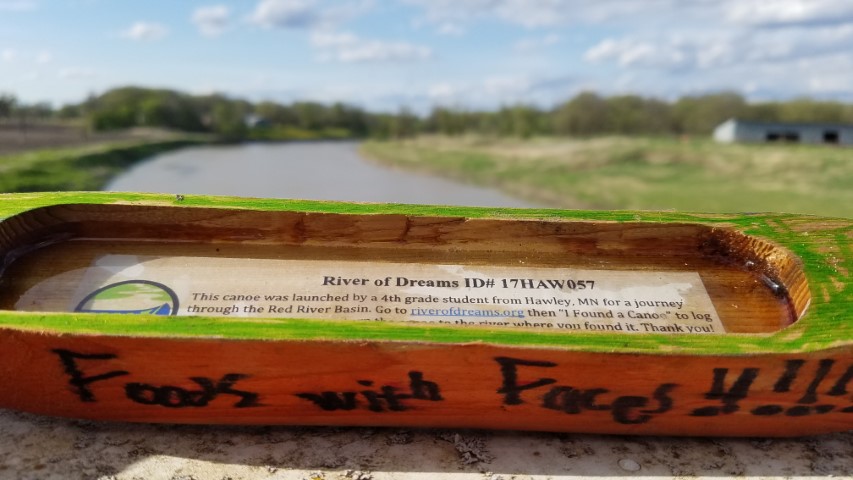 River of Dreams ID# 17HAW057
This canoe was launched by a 4th grade student from Hawley, MN for a journey
through the Red River Basin. Go to riverofdreams.org then "I Found a Canoe" to log
to the river where you found it. Thank you!
Foods with Faces!!!!!